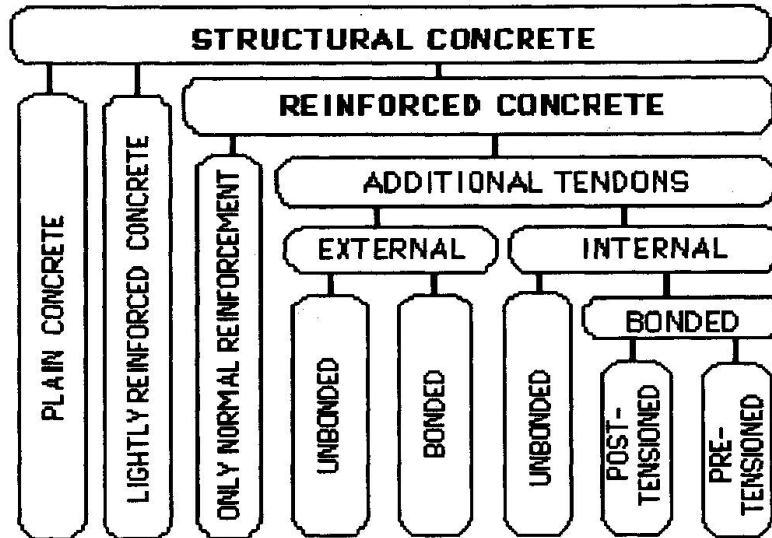 STRUCTURAL CONCRETE
REINFORCED CONCRETE
ADDITIONAL TENDONS
EXTERNAL
INTERNAL
BONDED
PLAIN CONCRETE
LIGHTLY REINFORCED CONCRETE
ONLY NORMAL REINFORCEMENT
UNBONDED
BONDED
UNBONDED
POST-
TENSIONED
PRE-
TENSIONED